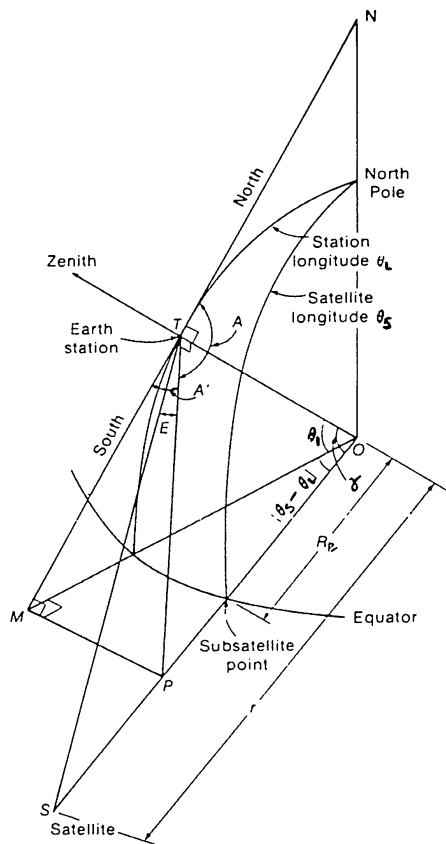 N
North
Pole
North
Station
longitude θL
Satellite
longitude θS
Zenith
T
Earth
station
A
A'
E
South
θ1
O
γ
|θS - θL|
Equator
M
Subsatellite
point
P
r
S
Satellite